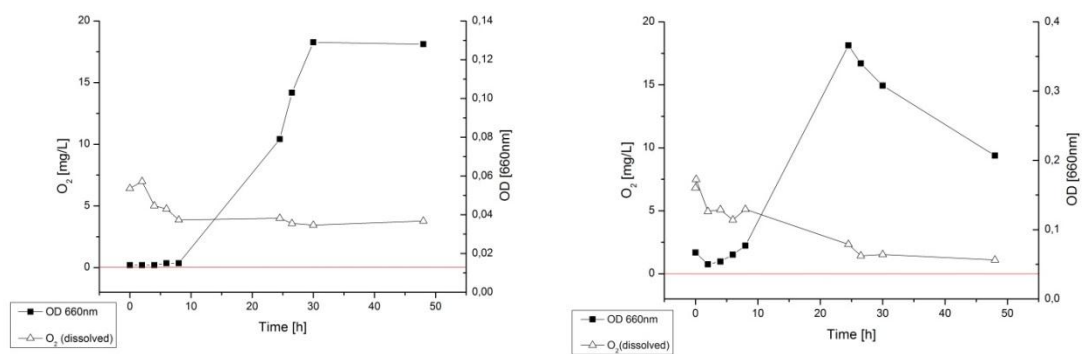 20
15
10
5
0
O₂ [mg/L]
0,14
0,12
0,10
0,08
0,06
0,04
0,02
0,00
OD [660nm]
0 10 20 30 40 50
Time [h]
OD 660nm
O₂ (dissolved)
20
15
10
5
0
O₂ [mg/L]
0,4
0,3
0,2
0,1
0,0
OD [660nm]
0 10 20 30 40 50
Time [h]
OD 660nm
O₂(dissolved)